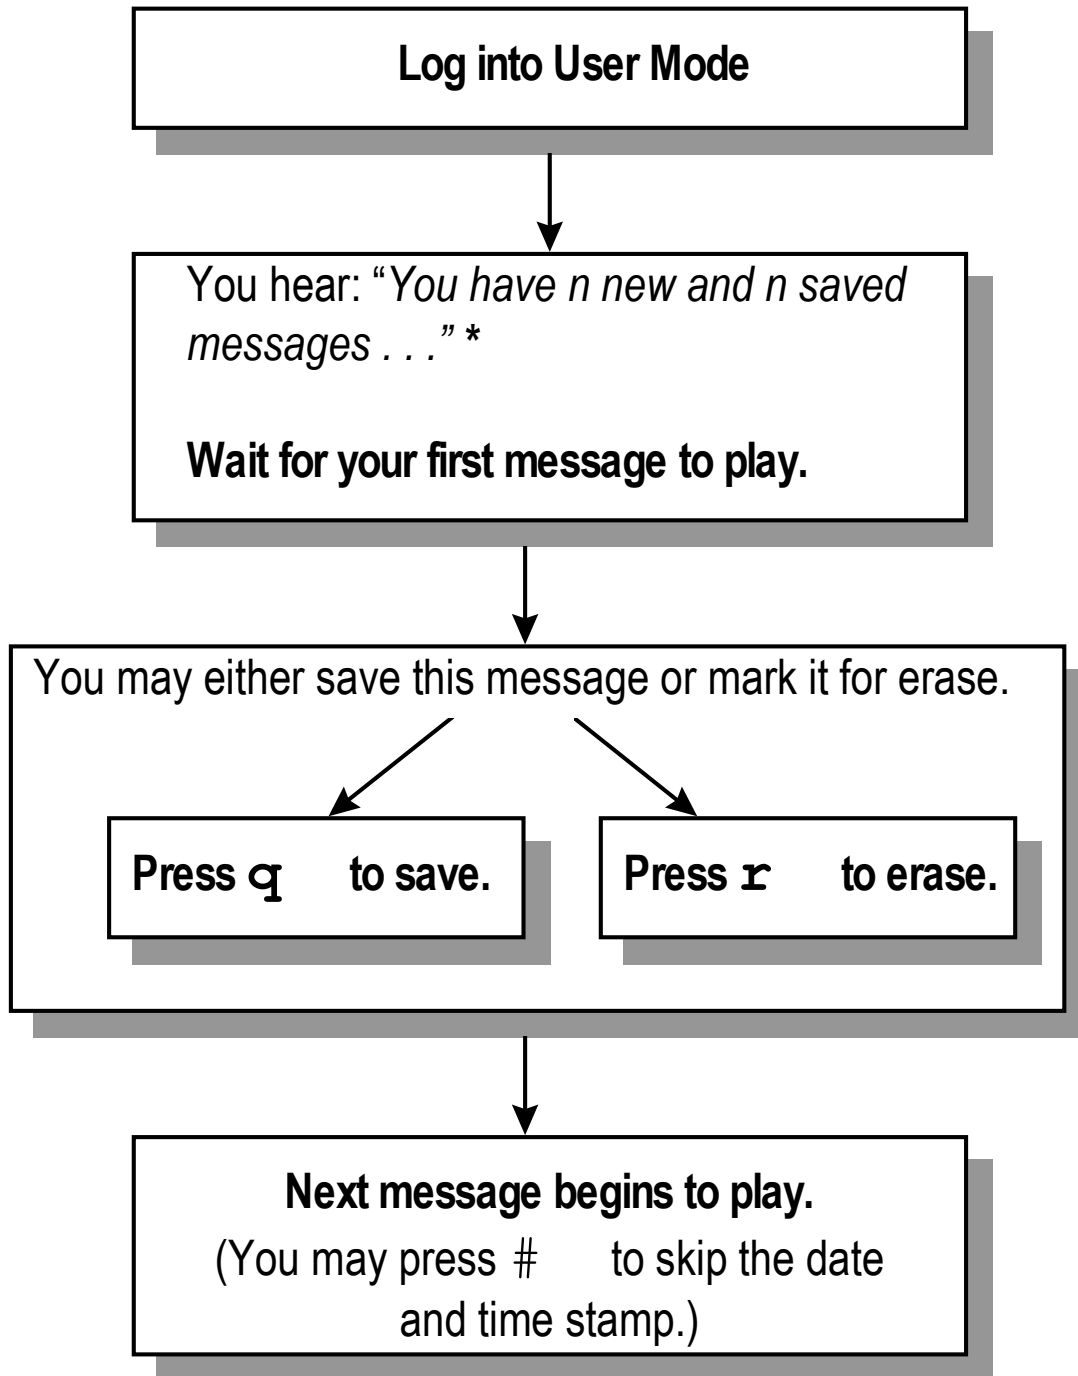 Log into User Mode
You hear: “You have n new and n saved
messages . . .” *
Wait for your first message to play.
You may either save this message or mark it for erase.
Press q to save.
Press r to erase.
Next message begins to play.
(You may press # to skip the date
and time stamp.)